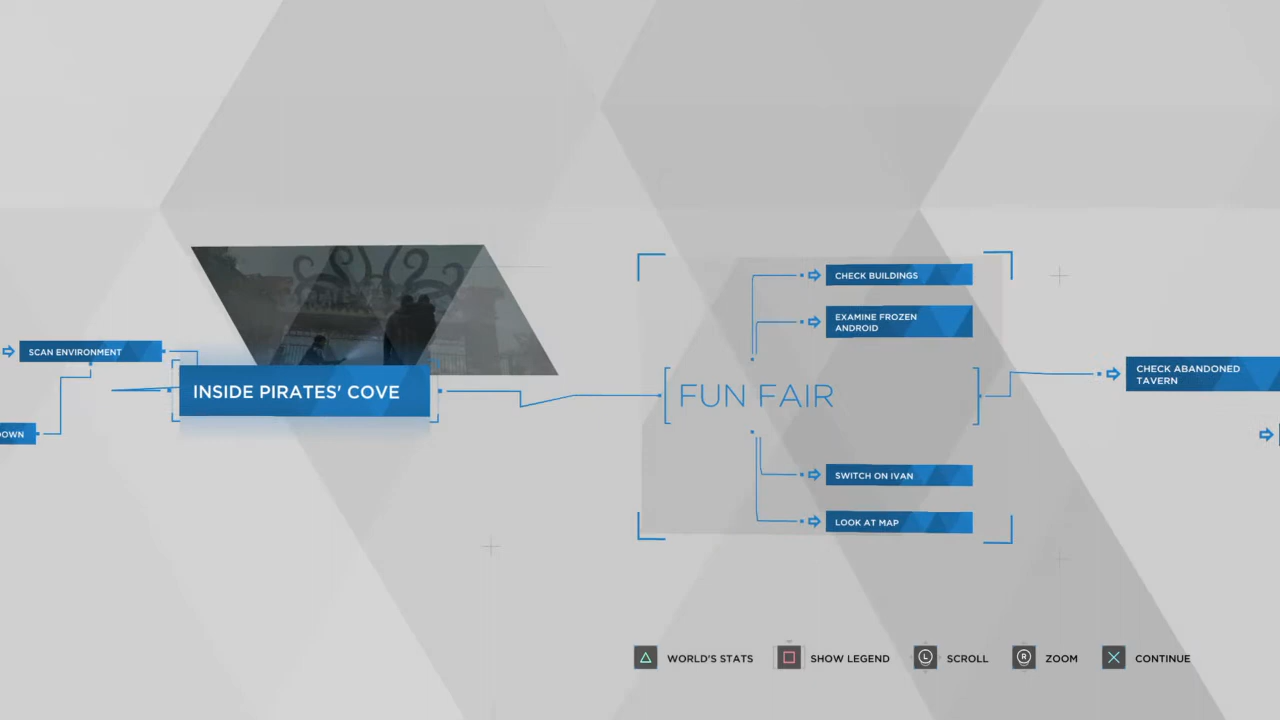 CHECK BUILDINGS
EXAMINE FROZEN
ANDROID
SCAN ENVIRONMENT
INSIDE PIRATES' COVE
FUN FAIR
CHECK ABANDONED
TAVERN
OWN
SWITCH ON IVAN
LOOK AT MAP
WORLD'S STATS
SHOW LEGEND
L
SCROLL
R
ZOOM
CONTINUE